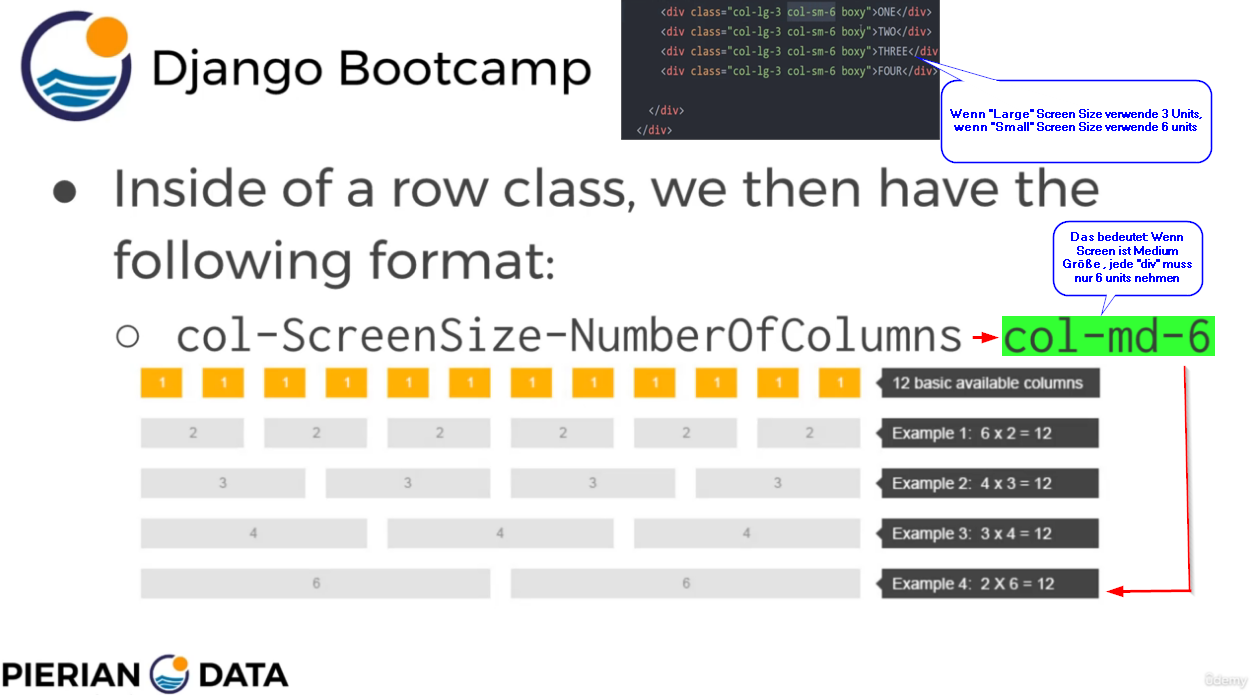 Django Bootcamp
<div class="col-lg-3 col-sm-6 boxy">ONE</div>
<div class="col-lg-3 col-sm-6 boxy">TWO</div>
<div class="col-lg-3 col-sm-6 boxy">THREE</div
<div class="col-lg-3 col-sm-6 boxy">FOUR</div>
</div>
</div>
Wenn "Large" Screen Size verwende 3 Units,
wenn "Small" Screen Size verwende 6 units
● Inside of a row class, we then have the
following format:
Das bedeutet: Wenn
Screen ist Medium
Größe , jede "div" muss
nur 6 units nehmen
○ col-ScreenSize-NumberOfColumns col-md-6
1 1 1 1 1 1 1 1 1 1 1 1 12 basic available columns
2 2 2 2 2 2 Example 1: 6 x 2 = 12
3 3 3 3 Example 2: 4 x 3 = 12
4 4 4 Example 3: 3 x 4 = 12
6 6 Example 4: 2 X 6 = 12
PIERIAN DATA
ûdemy